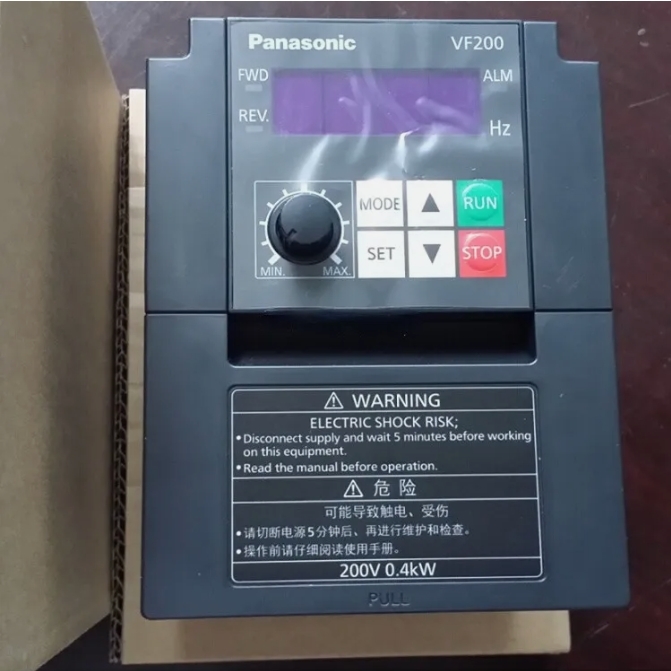 Panasonic VF200
FWD ALM
REV. Hz
MODE ▲ RUN
SET ▼ STOP
MIN. MAX.
⚠ WARNING
ELECTRIC SHOCK RISK;
• Disconnect supply and wait 5 minutes before working
on this equipment.
• Read the manual before operation.
⚠ 危险
可能导致触电、受伤
• 请切断电源5分钟后、再进行维护和检查。
• 操作前请仔细阅读使用手册。
200V 0.4kW
PULL